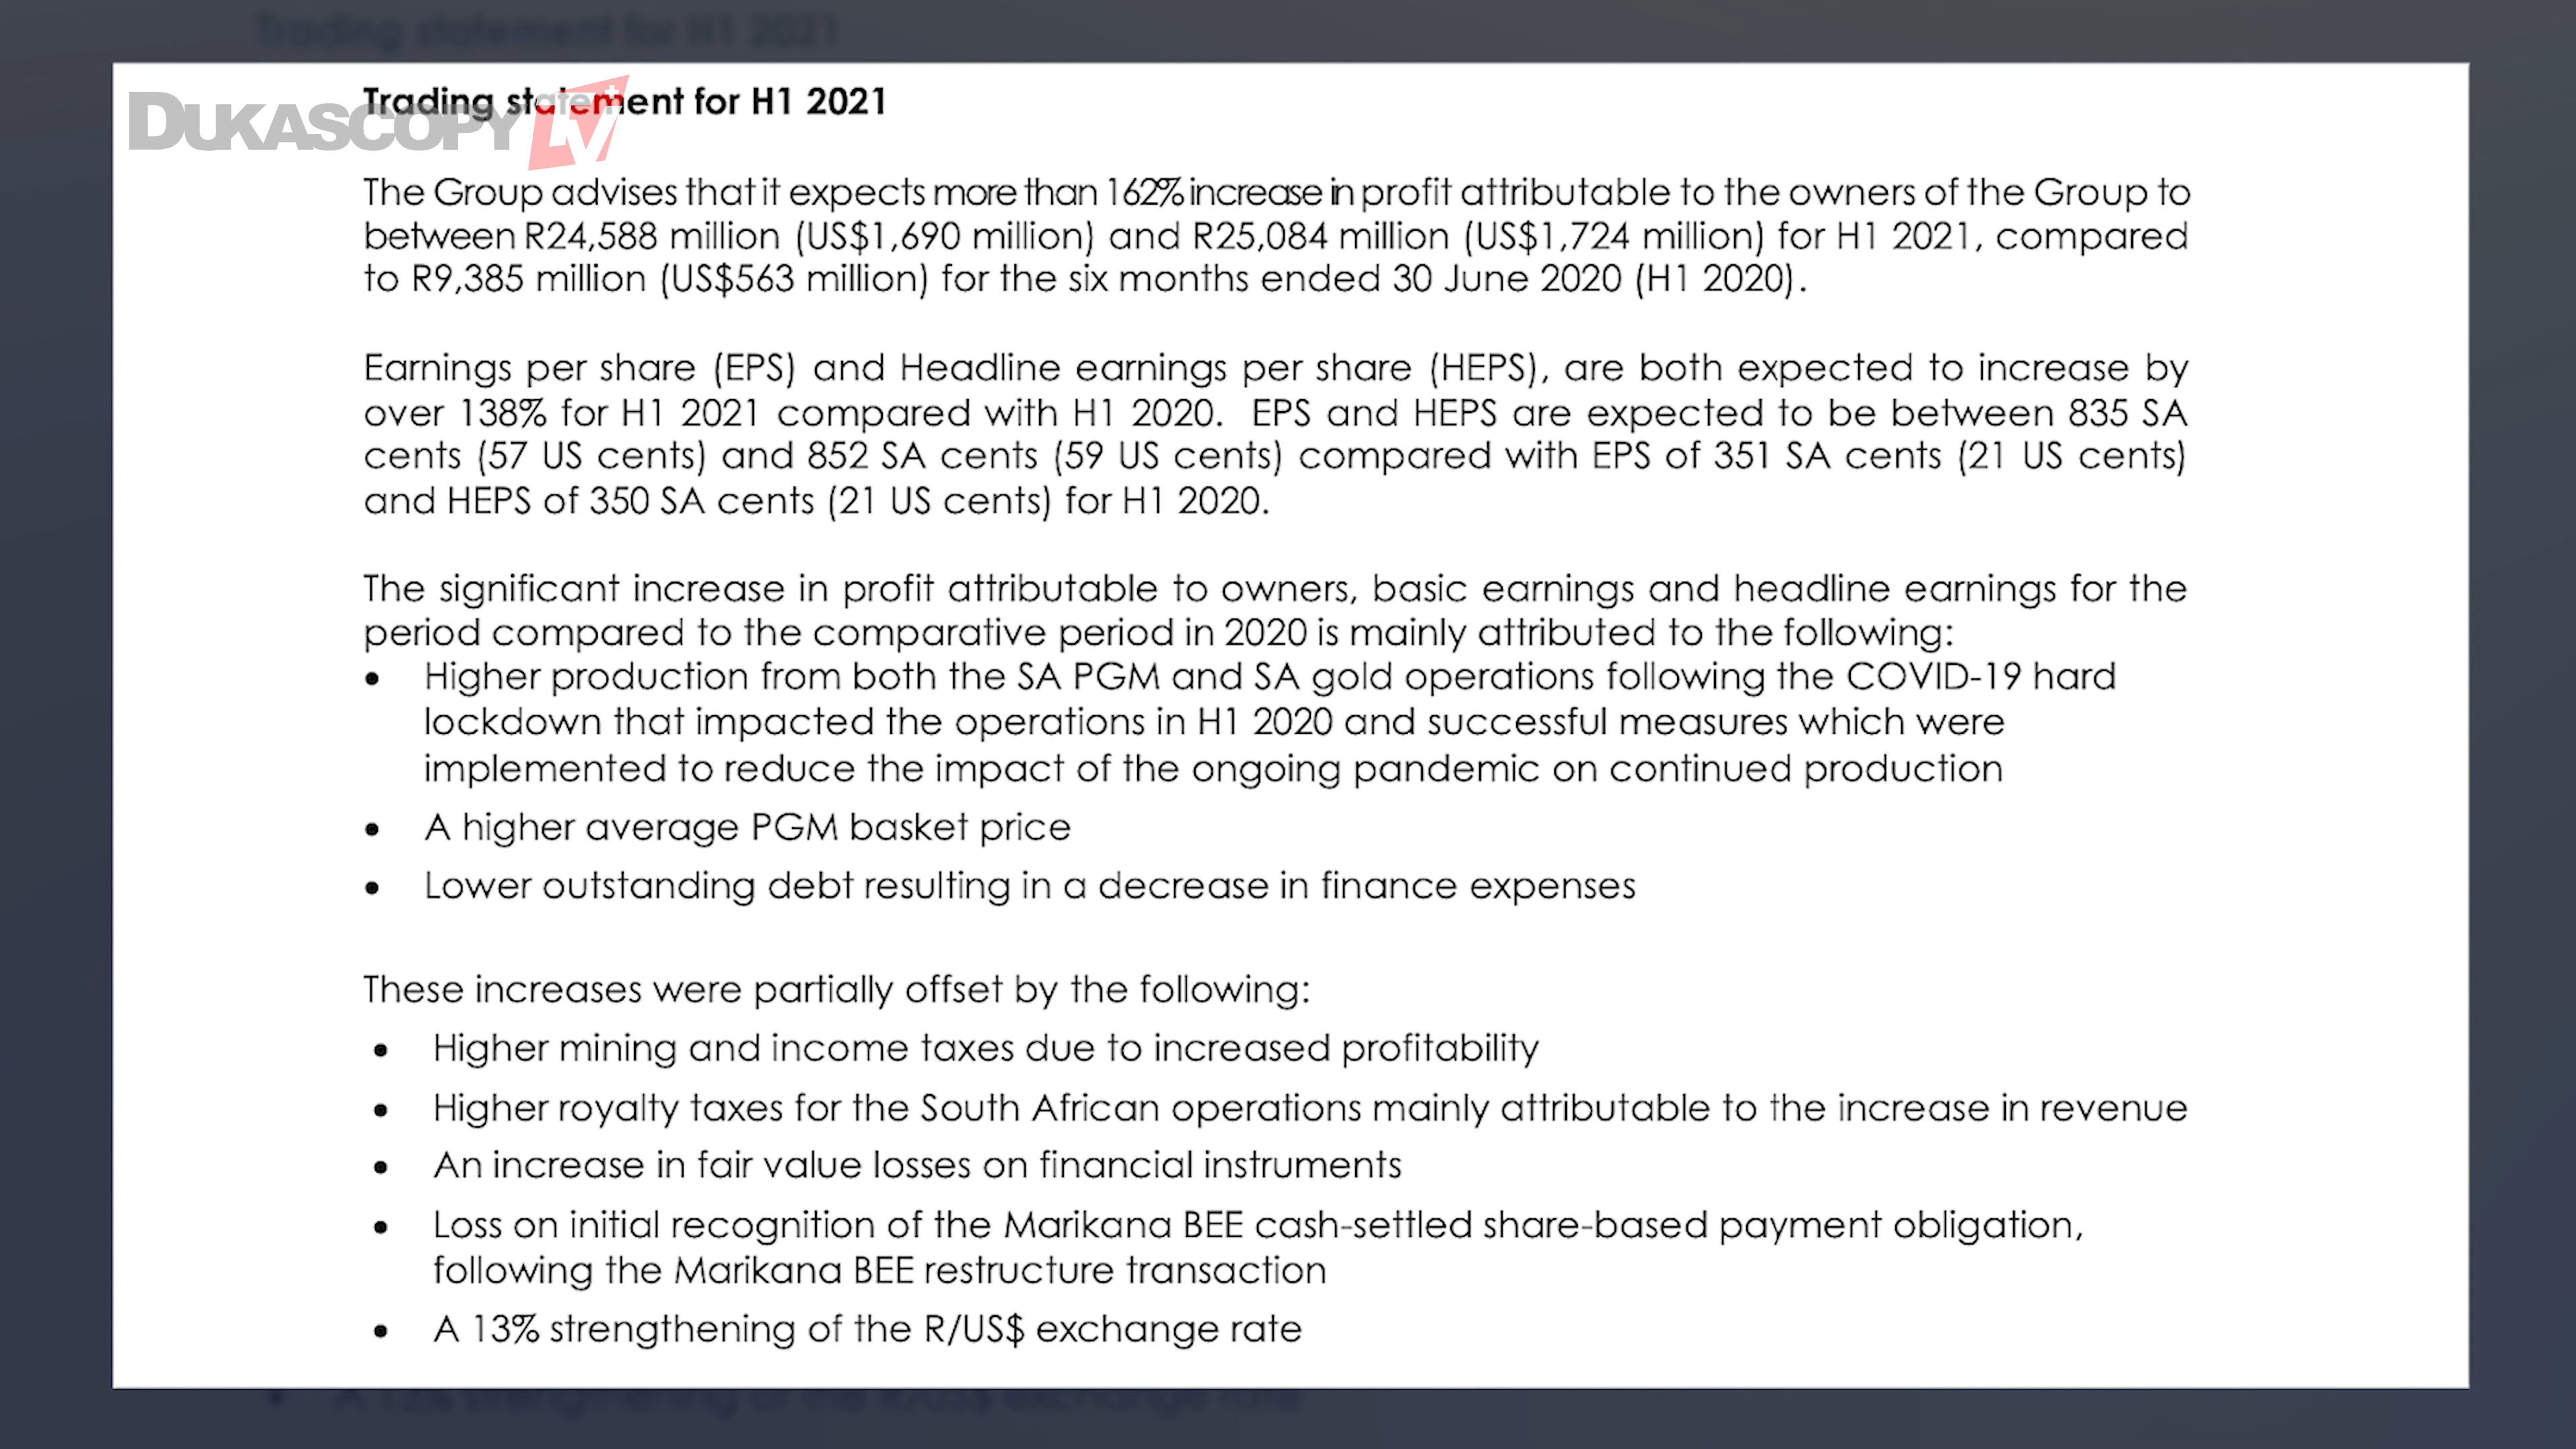 Trading statement for H1 2021
Trading statement for H1 2021
DUKASCOPY TV
The Group advises that it expects more than 162% increase in profit attributable to the owners of the Group to
between R24,588 million (US$1,690 million) and R25,084 million (US$1,724 million) for H1 2021, compared
to R9,385 million (US$563 million) for the six months ended 30 June 2020 (H1 2020).
Earnings per share (EPS) and Headline earnings per share (HEPS), are both expected to increase by
over 138% for H1 2021 compared with H1 2020. EPS and HEPS are expected to be between 835 SA
cents (57 US cents) and 852 SA cents (59 US cents) compared with EPS of 351 SA cents (21 US cents)
and HEPS of 350 SA cents (21 US cents) for H1 2020.
The significant increase in profit attributable to owners, basic earnings and headline earnings for the
period compared to the comparative period in 2020 is mainly attributed to the following:
• Higher production from both the SA PGM and SA gold operations following the COVID-19 hard
lockdown that impacted the operations in H1 2020 and successful measures which were
implemented to reduce the impact of the ongoing pandemic on continued production
• A higher average PGM basket price
• Lower outstanding debt resulting in a decrease in finance expenses
These increases were partially offset by the following:
• Higher mining and income taxes due to increased profitability
• Higher royalty taxes for the South African operations mainly attributable to the increase in revenue
• An increase in fair value losses on financial instruments
• Loss on initial recognition of the Marikana BEE cash-settled share-based payment obligation,
following the Marikana BEE restructure transaction
• A 13% strengthening of the R/US$ exchange rate
• A 13% strengthening of the R/US$ exchange rate